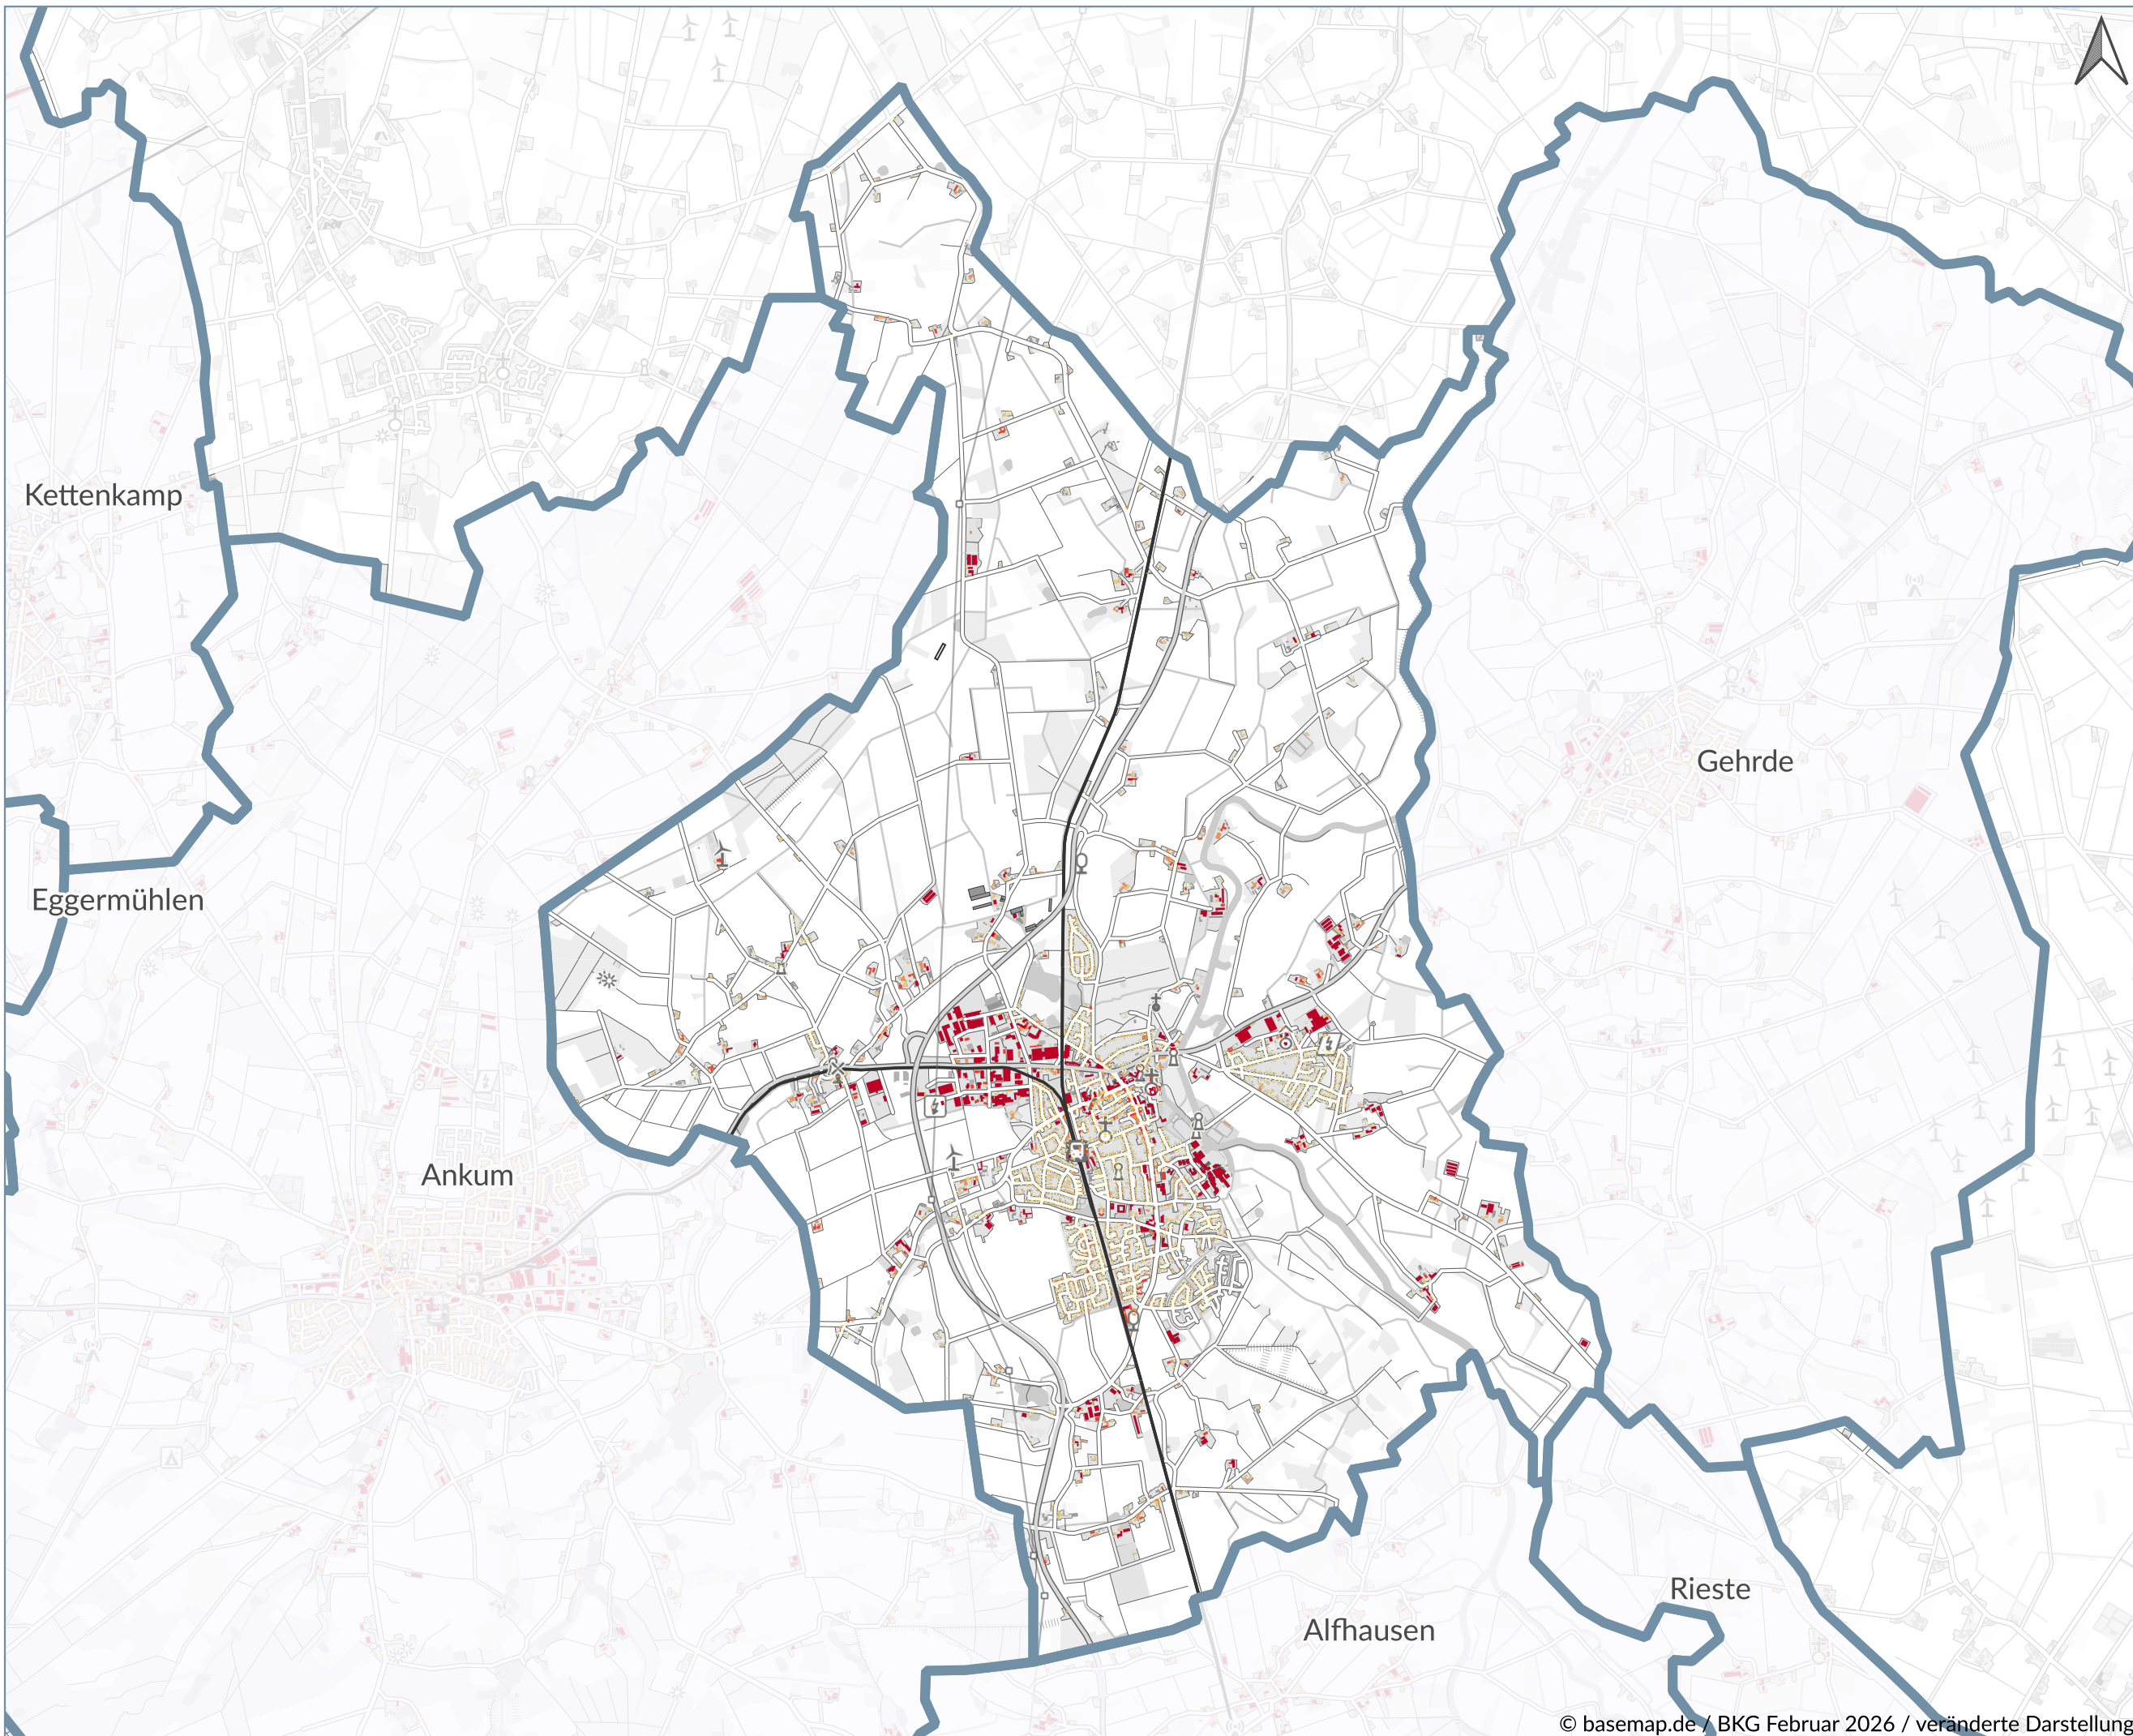 Kettenkamp
Gehrde
Eggermühlen
Ankum
Rieste
Alfhausen
© basemap.de / BKG Februar 2026 / veränderte Darstellung